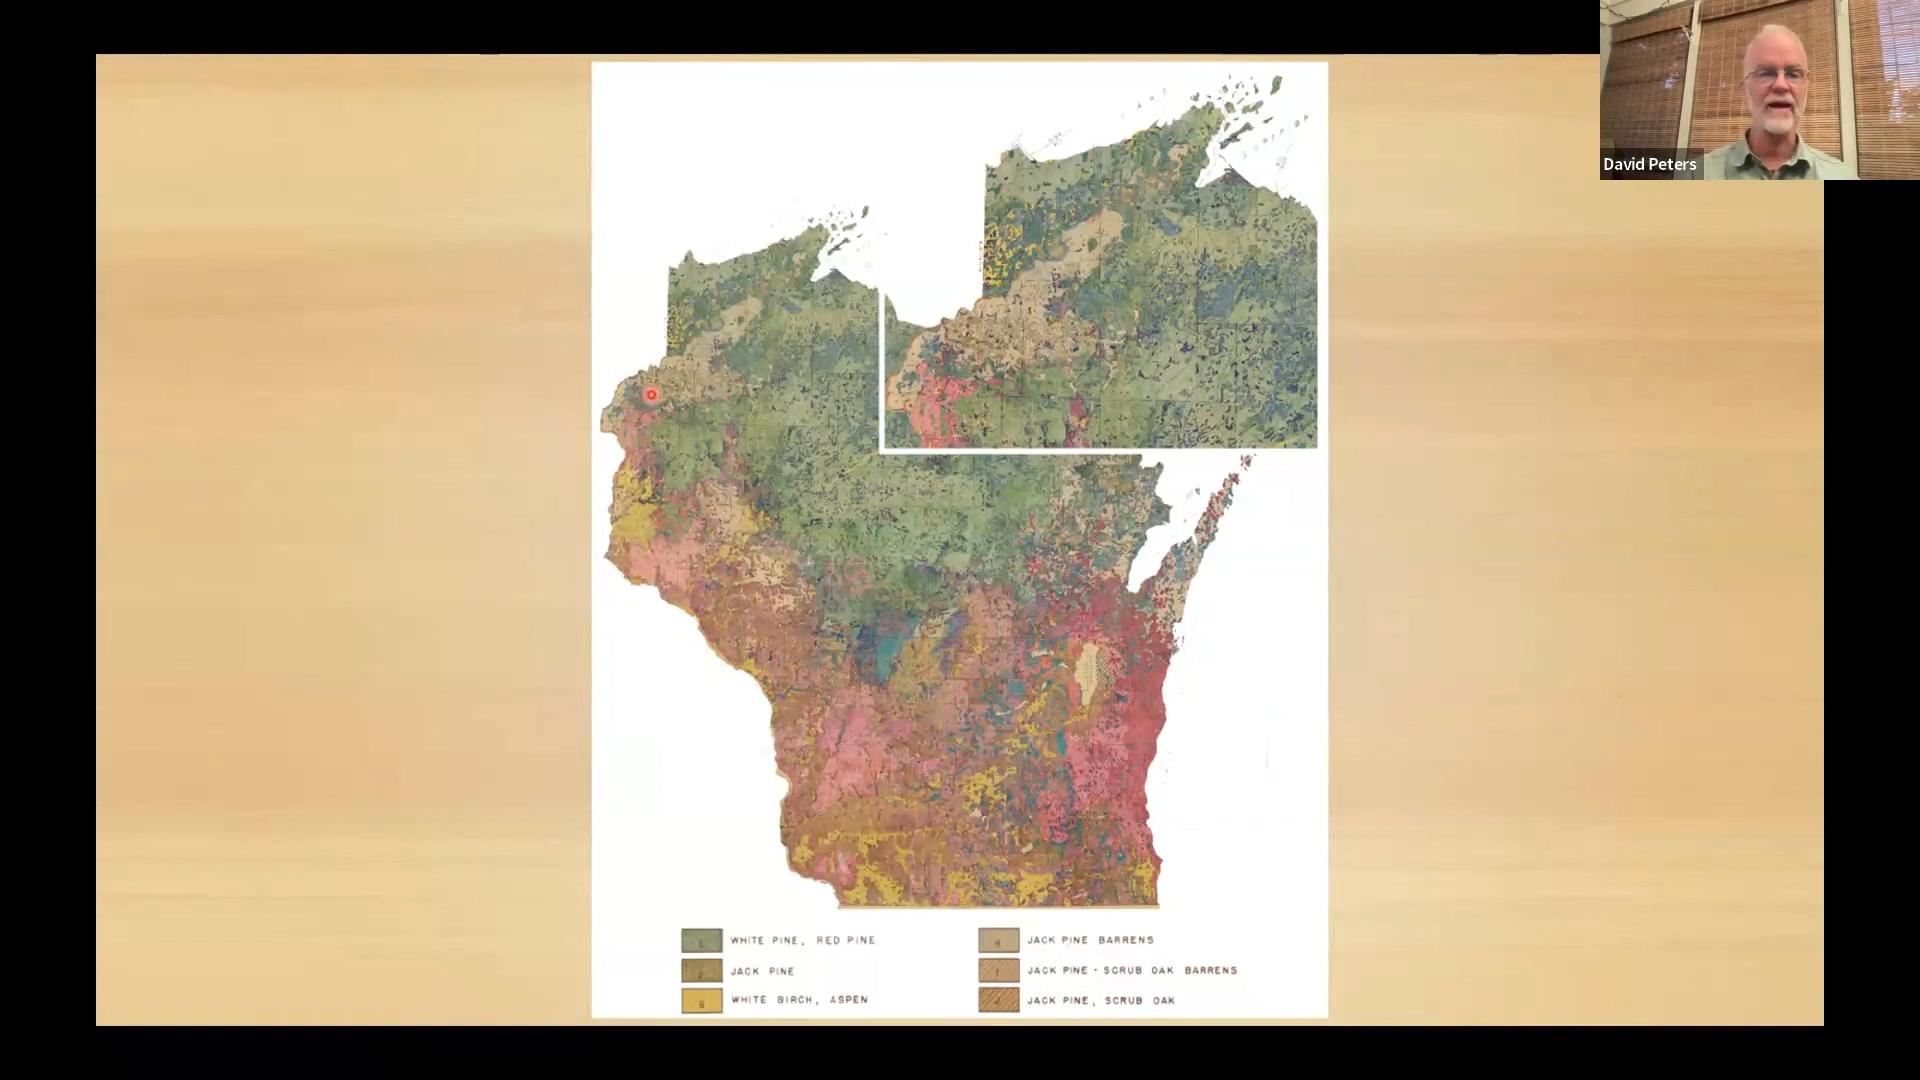 David Peters
WHITE PINE, RED PINE
JACK PINE
WHITE BIRCH, ASPEN
JACK PINE BARRENS
JACK PINE - SCRUB OAK BARRENS
JACK PINE, SCRUB OAK